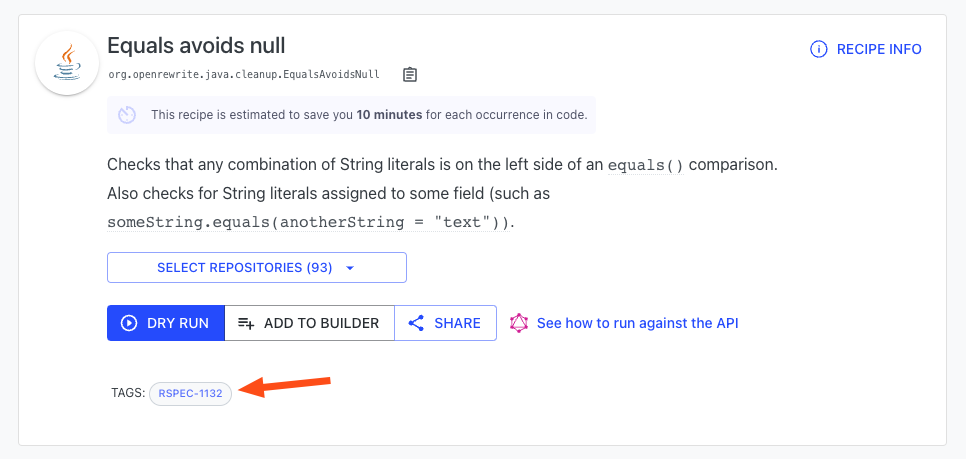 Equals avoids null
RECIPE INFO
org.openrewrite.java.cleanup.EqualsAvoidsNull
This recipe is estimated to save you 10 minutes for each occurrence in code.
Checks that any combination of String literals is on the left side of an equals() comparison.
Also checks for String literals assigned to some field (such as
someString.equals(anotherString = "text")).
SELECT REPOSITORIES (93)
DRY RUN ADD TO BUILDER SHARE See how to run against the API
TAGS: RSPEC-1132